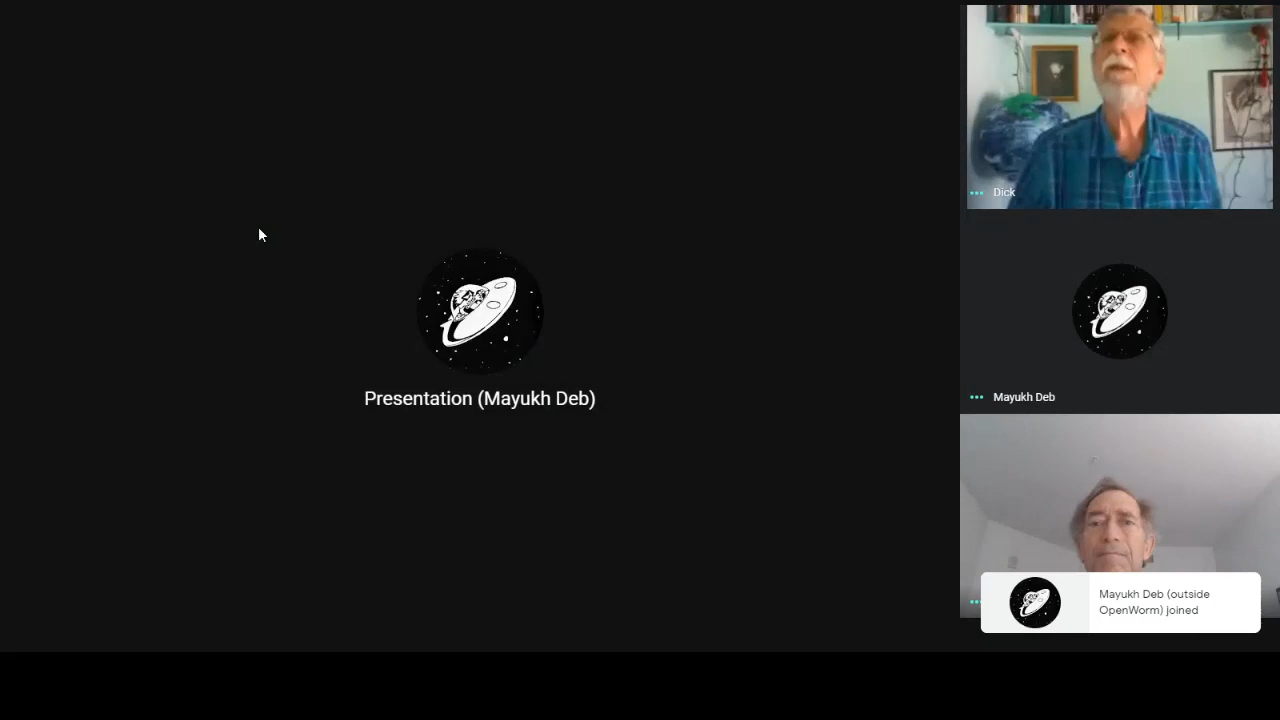 Dick
Presentation (Mayukh Deb)
Mayukh Deb
Mayukh Deb (outside
OpenWorm) joined